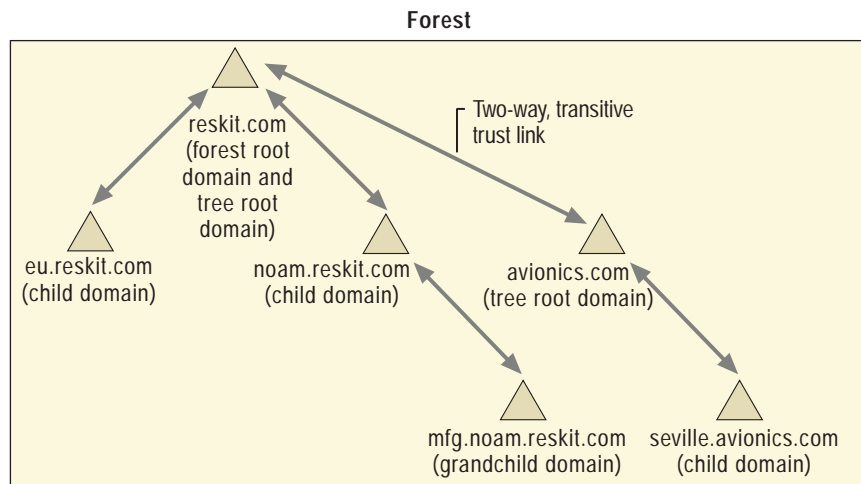 Forest
reskit.com
(forest root
domain and
tree root
domain)
Two-way, transitive
trust link
eu.reskit.com
(child domain)
noam.reskit.com
(child domain)
avionics.com
(tree root domain)
mfg.noam.reskit.com
(grandchild domain)
seville.avionics.com
(child domain)